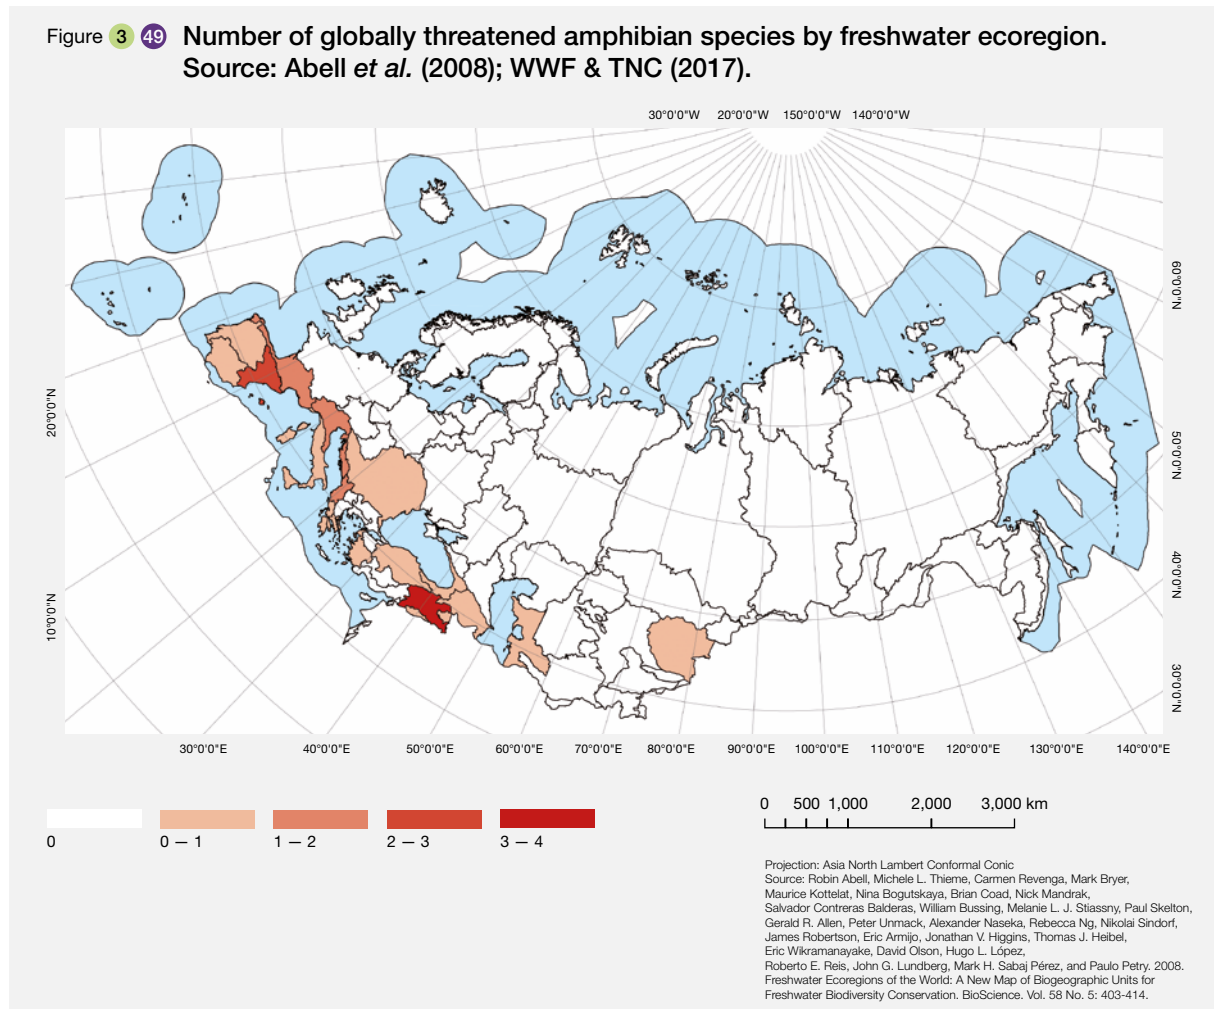 Figure 3 49 Number of globally threatened amphibian species by freshwater ecoregion.
Source: Abell et al. (2008); WWF & TNC (2017).
30°0'0"W 20°0'0"W 150°0'0"W 140°0'0"W
60°0'0"N
20°0'0"N
50°0'0"N
40°0'0"N
10°0'0"N
30°0'0"N
30°0'0"E 40°0'0"E 50°0'0"E 60°0'0"E 70°0'0"E 80°0'0"E 90°0'0"E 100°0'0"E 110°0'0"E 120°0'0"E 130°0'0"E 140°0'0"E
0 500 1,000 2,000 3,000 km
0 0 — 1 1 — 2 2 — 3 3 — 4
Projection: Asia North Lambert Conformal Conic
Source: Robin Abell, Michele L. Thieme, Carmen Revenga, Mark Bryer,
Maurice Kottelat, Nina Bogutskaya, Brian Coad, Nick Mandrak,
Salvador Contreras Balderas, William Bussing, Melanie L. J. Stiassny, Paul Skelton,
Gerald R. Allen, Peter Unmack, Alexander Naseka, Rebecca Ng, Nikolai Sindorf,
James Robertson, Eric Armijo, Jonathan V. Higgins, Thomas J. Heibel,
Eric Wikramanayake, David Olson, Hugo L. López,
Roberto E. Reis, John G. Lundberg, Mark H. Sabaj Pérez, and Paulo Petry. 2008.
Freshwater Ecoregions of the World: A New Map of Biogeographic Units for
Freshwater Biodiversity Conservation. BioScience. Vol. 58 No. 5: 403-414.